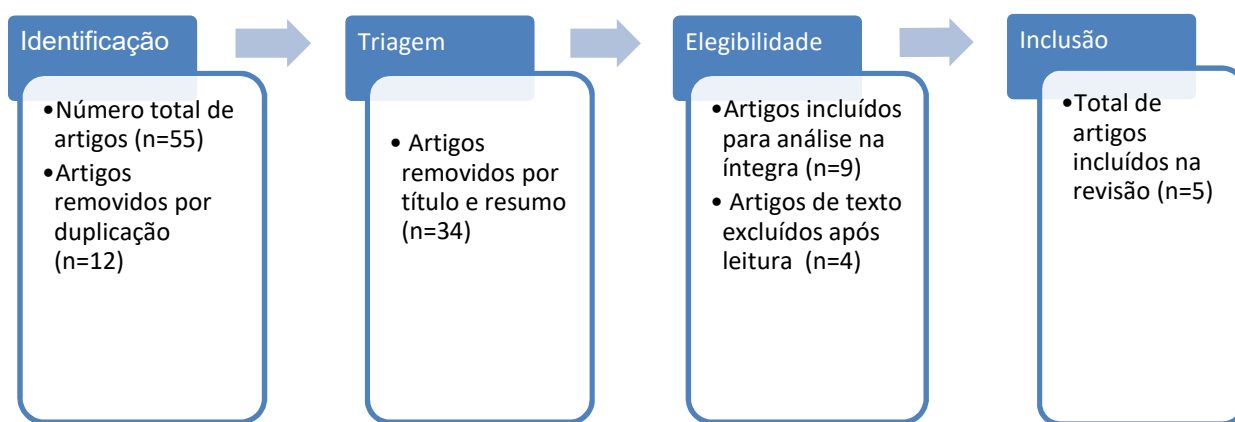 Identificação
•Número total de
artigos (n=55)
•Artigos
removidos por
duplicação
(n=12)
Triagem
• Artigos
removidos por
título e resumo
(n=34)
Elegibilidade
•Artigos incluídos
para análise na
íntegra (n=9)
• Artigos de texto
excluídos após
leitura (n=4)
Inclusão
•Total de
artigos
incluídos na
revisão (n=5)